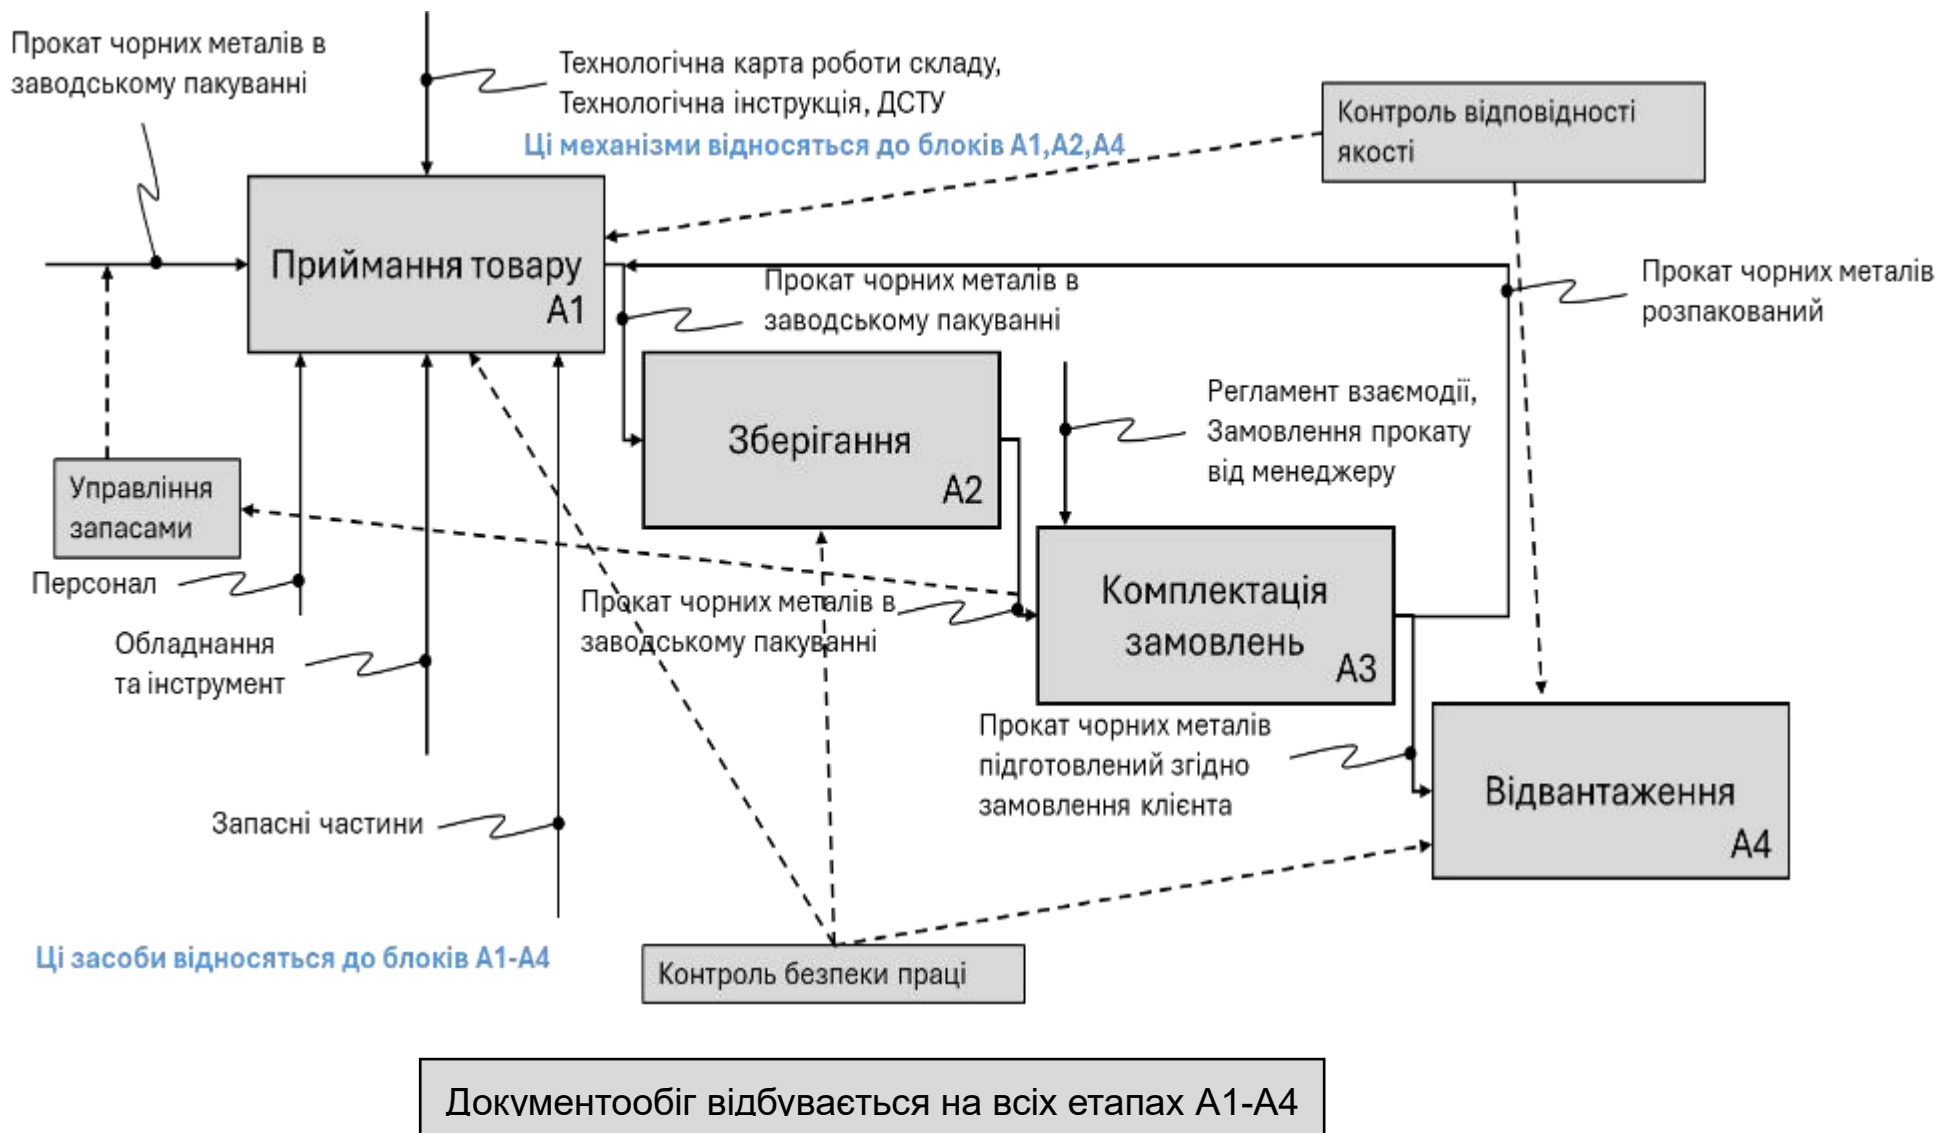 Прокат чорних металів в
заводському пакуванні
Технологічна карта роботи складу,
Технологічна інструкція, ДСТУ
Ці механізми відносяться до блоків А1,А2,А4
Контроль відповідності
якості
Приймання товару
А1
Прокат чорних металів в
заводському пакуванні
Прокат чорних металів
розпакований
Зберігання
А2
Регламент взаємодії,
Замовлення прокату
від менеджеру
Управління
запасами
Персонал
Обладнання
та інструмент
Прокат чорних металів в
заводському пакуванні
Комплектація
замовлень
А3
Прокат чорних металів
підготовлений згідно
замовлення клієнта
Відвантаження
А4
Запасні частини
Ці засоби відносяться до блоків А1-А4
Контроль безпеки праці
Документообіг відбувається на всіх етапах А1-А4